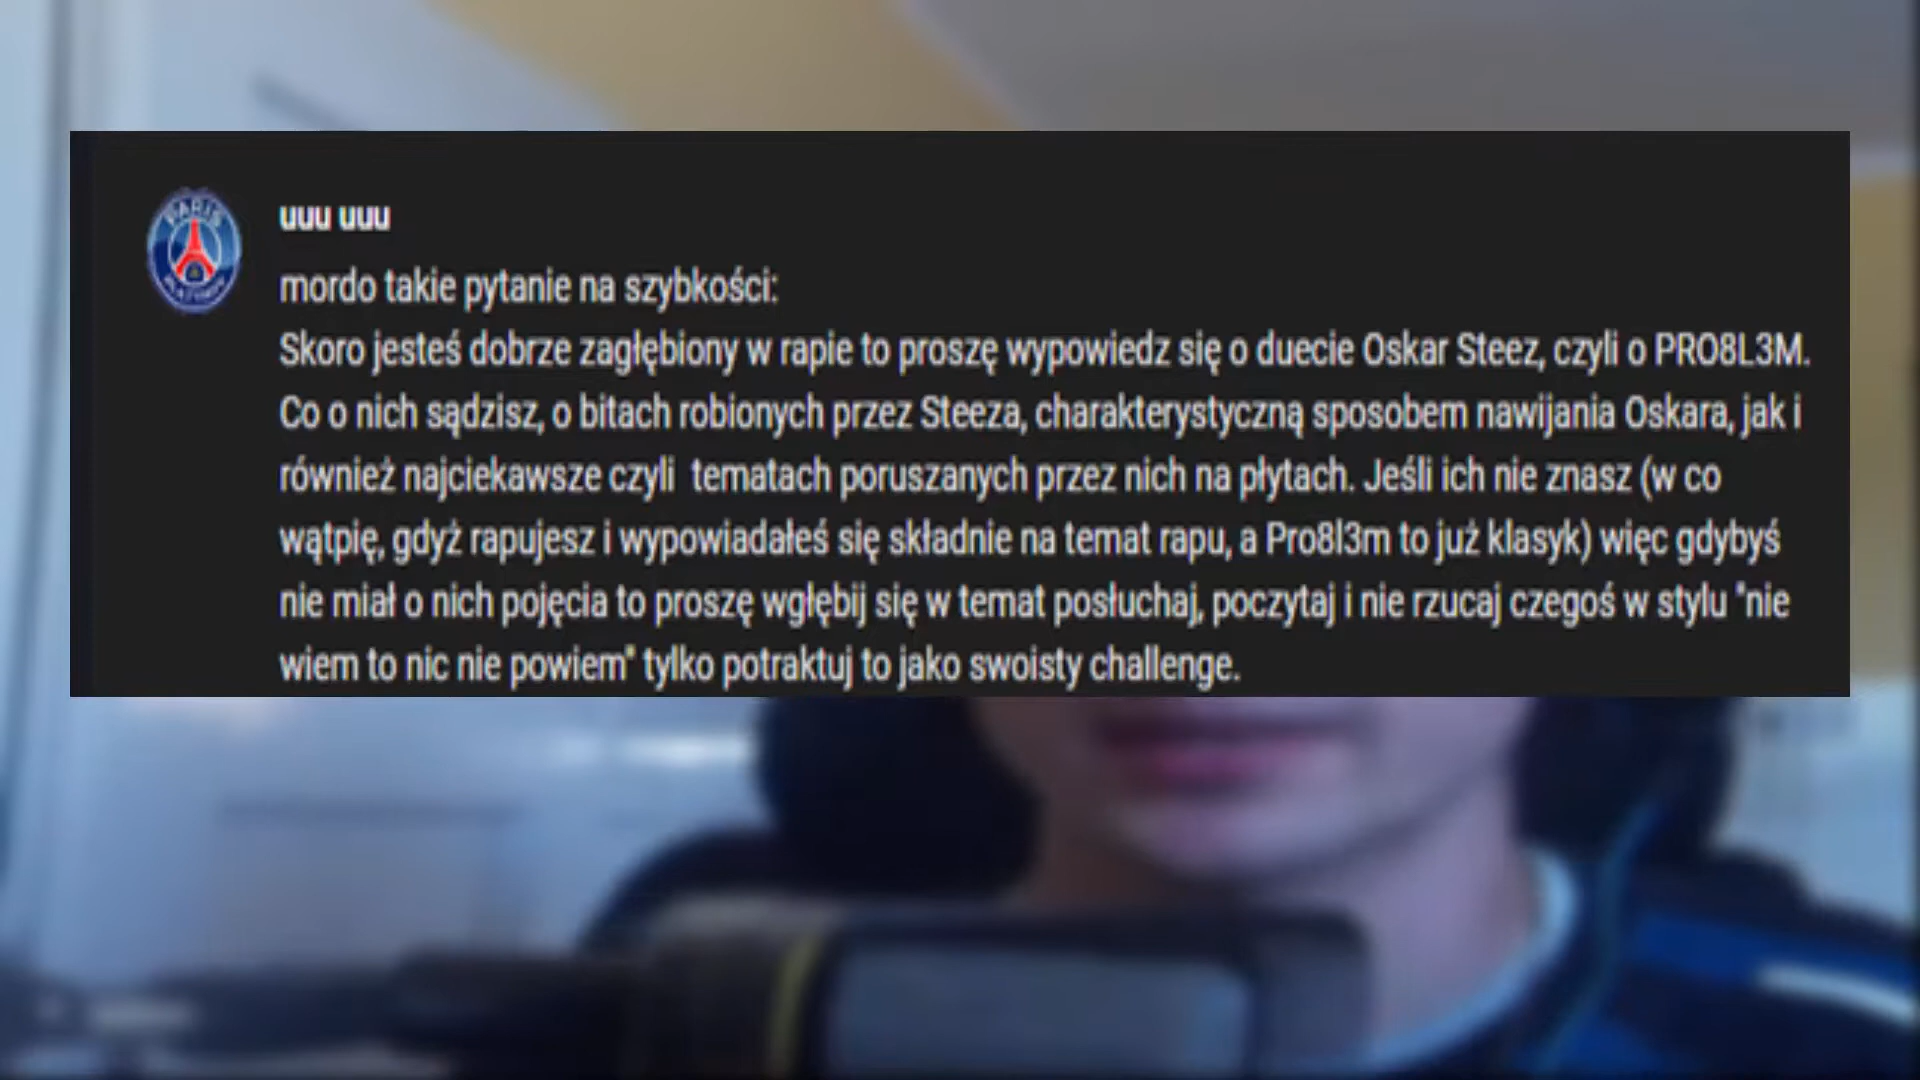 PARIS
mordo takie pytanie na szybkości:
Skoro jesteś dobrze zagłębiony w rapie to proszę wypowiedz się o duecie Oskar Steez, czyli o PRO8L3M.
Co o nich sądzisz, o bitach robionych przez Steeza, charakterystyczną sposobem nawijania Oskara, jak i
również najciekawsze czyli  tematach poruszanych przez nich na płytach. Jeśli ich nie znasz (w co
wątpię, gdyż rapujesz i wypowiadałeś się składnie na temat rapu, a Pro8l3m to już klasyk) więc gdybyś
nie miał o nich pojęcia to proszę wgłębij się w temat posłuchaj, poczytaj i nie rzucaj czegoś w stylu "nie
wiem to nic nie powiem" tylko potraktuj to jako swoisty challenge.